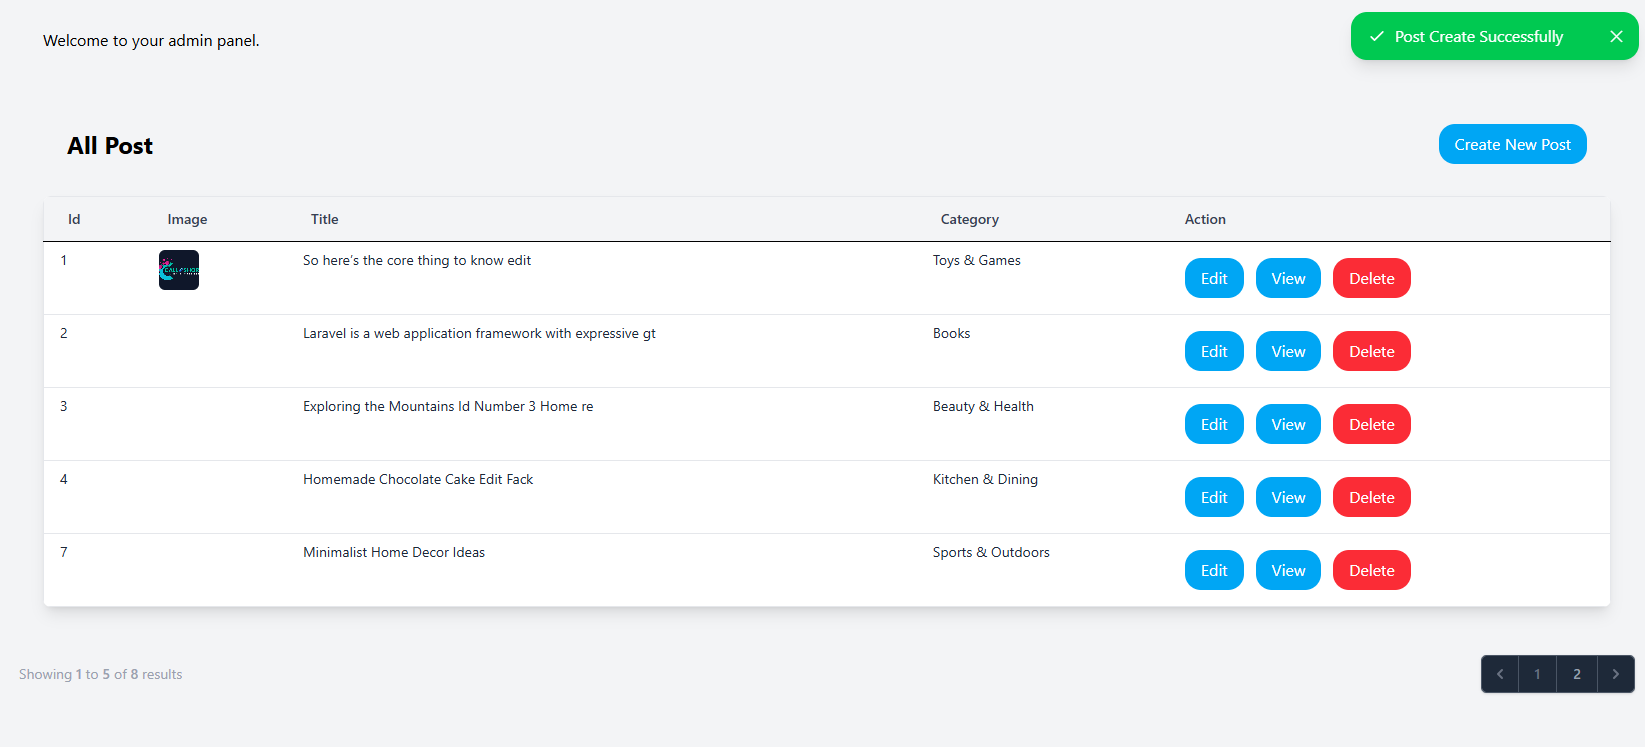 Welcome to your admin panel.
Post Create Successfully
All Post
Create New Post
Id Image Title Category Action
1 So here's the core thing to know edit Toys & Games Edit View Delete
2 Laravel is a web application framework with expressive gt Books Edit View Delete
3 Exploring the Mountains Id Number 3 Home re Beauty & Health Edit View Delete
4 Homemade Chocolate Cake Edit Fack Kitchen & Dining Edit View Delete
7 Minimalist Home Decor Ideas Sports & Outdoors Edit View Delete
Showing 1 to 5 of 8 results
1 2